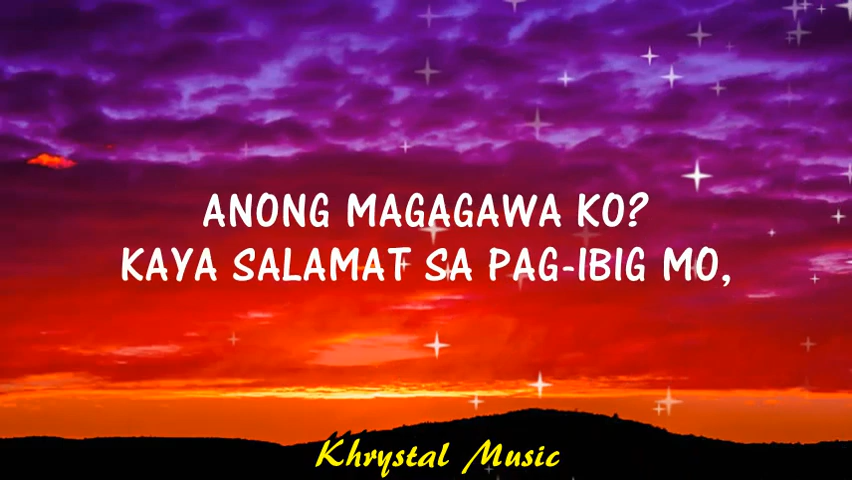 ANONG MAGAGAWA KO?
KAYA SALAMAT SA PAG-IBIG MO,
Khrystal Music